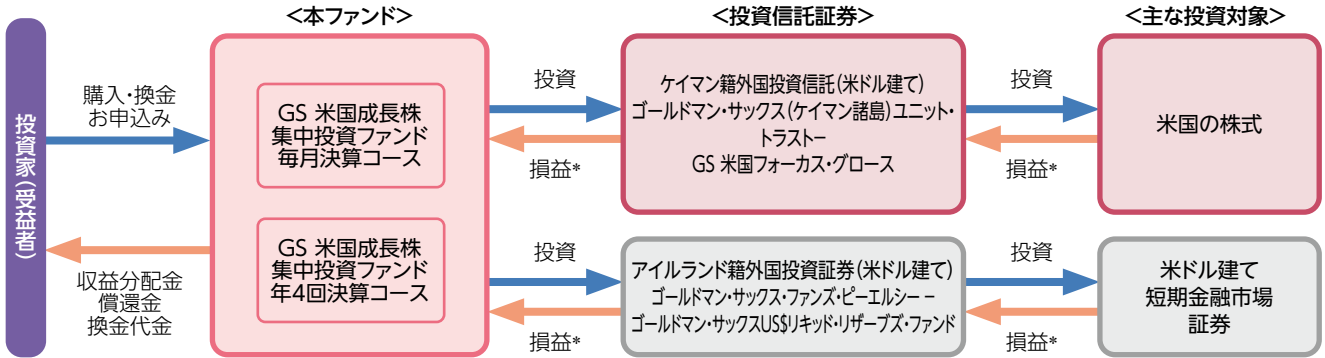 <本ファンド>
<投資信託証券>
<主な投資対象>
投資家(受益者)
購入・換金
お申込み
収益分配金
償還金
換金代金
GS 米国成長株
集中投資ファンド
毎月決算コース
GS 米国成長株
集中投資ファンド
年4回決算コース
投資
損益*
投資
損益*
ケイマン籍外国投資信託(米ドル建て)
ゴールドマン・サックス(ケイマン諸島)ユニット・
トラスト−
GS 米国フォーカス・グロース
アイルランド籍外国投資証券(米ドル建て)
ゴールドマン・サックス・ファンズ・ピーエルシー −
ゴールドマン・サックスUS$リキッド・リザーブズ・ファンド
投資
損益*
投資
損益*
米国の株式
米ドル建て
短期金融市場
証券